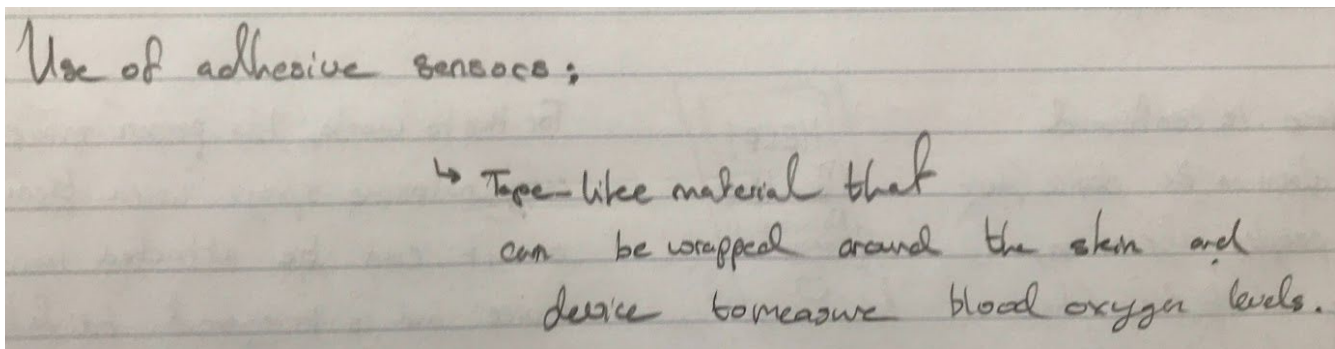 Use of adhesive sensors:
↳ Tape-like material that
can be wrapped around the skin and
device to measure blood oxygen levels.